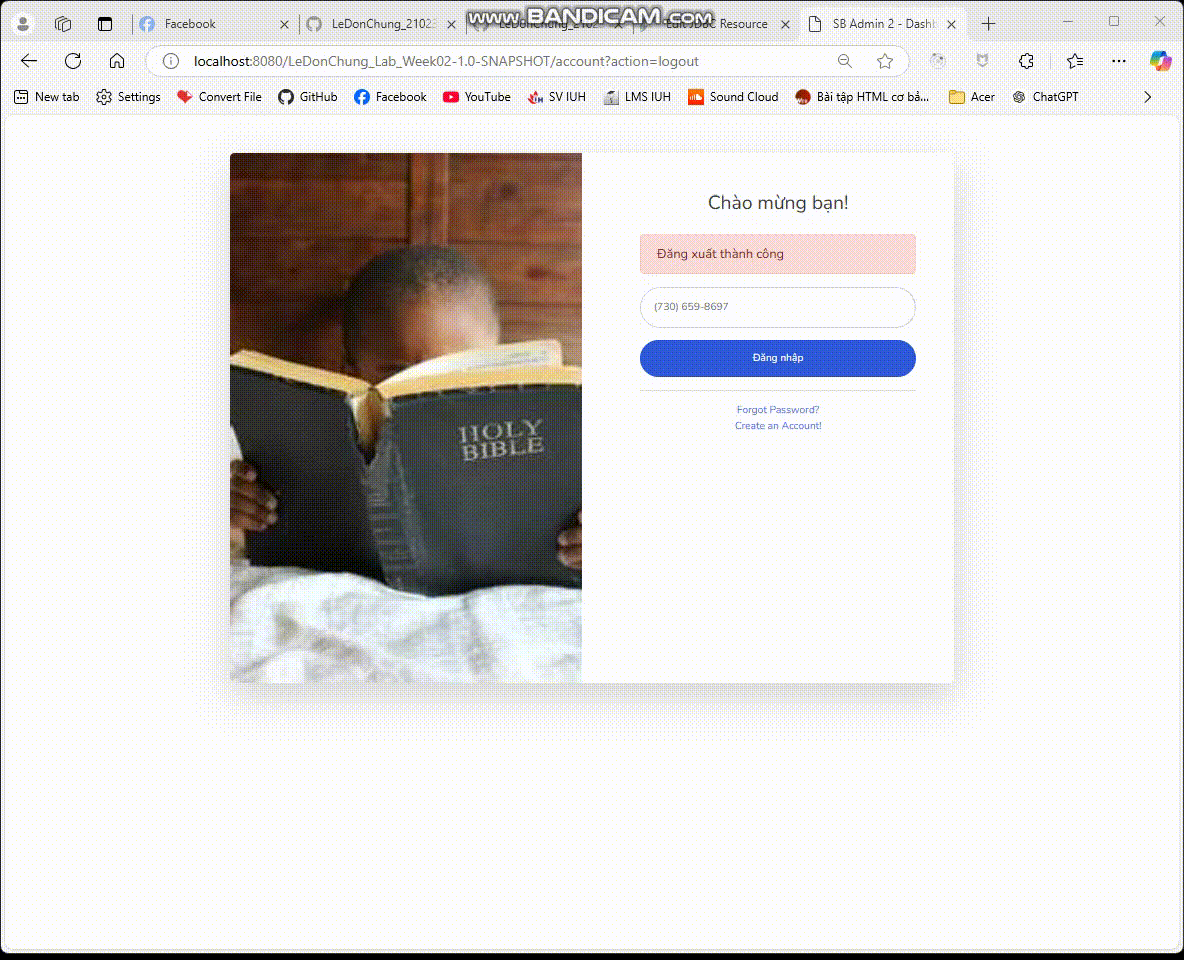 www.BANDICAM.com
Facebook
LeDonChung_2102
LeDonChung_2102
Edit JDBC Resource
SB Admin 2 - Dashb
localhost:8080/LeDonChung_Lab_Week02-1.0-SNAPSHOT/account?action=logout
New tab
Settings
Convert File
GitHub
Facebook
YouTube
SV IUH
LMS IUH
Sound Cloud
Bài tập HTML cơ bả...
Acer
ChatGPT
Chào mừng bạn!
Đăng xuất thành công
(730) 659-8697
Đăng nhập
Forgot Password?
Create an Account!
HOLY
BIBLE